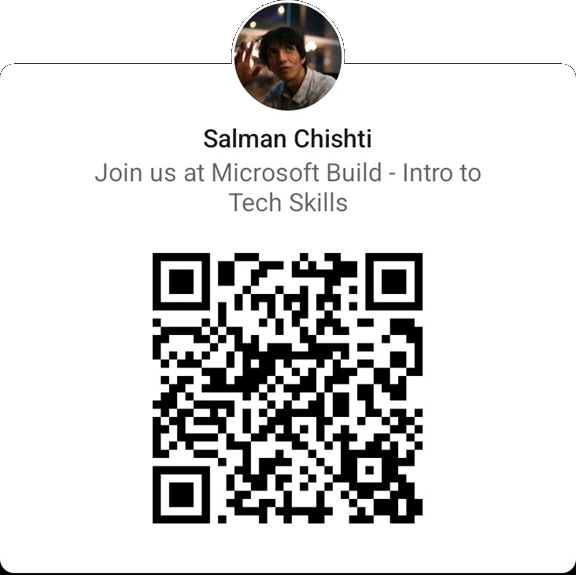 Salman Chishti
Join us at Microsoft Build - Intro to
Tech Skills